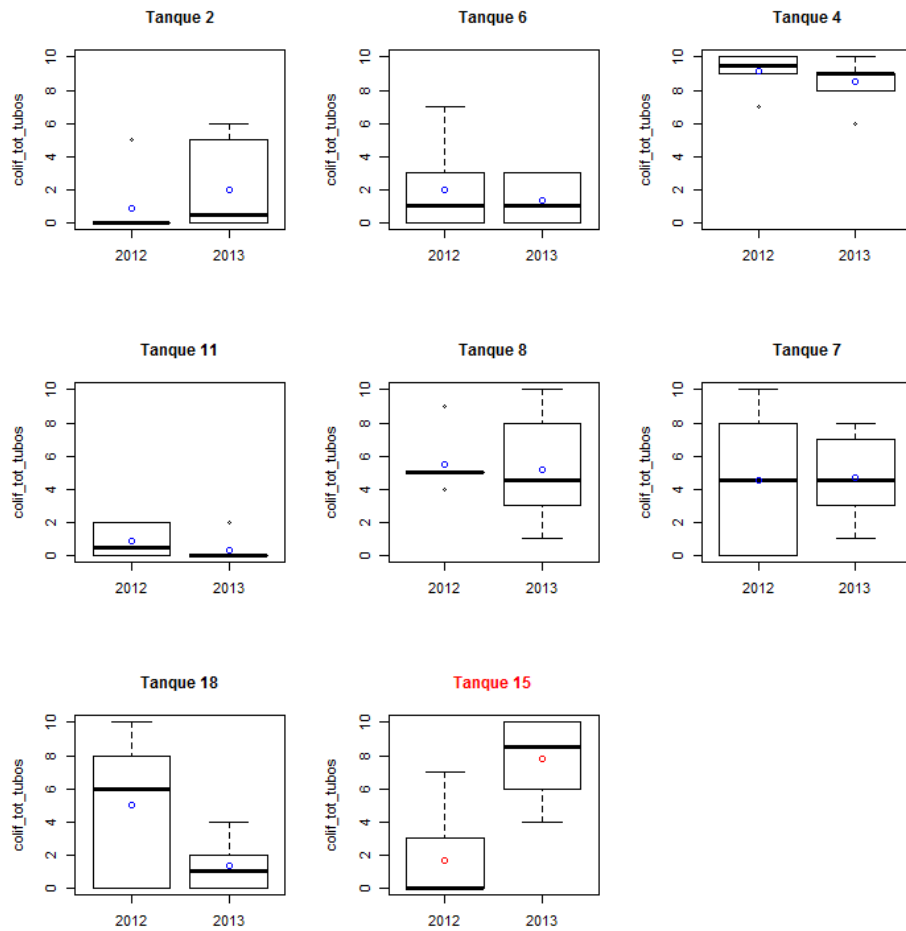 Tanque 2
Tanque 6
Tanque 4
colif_tot_tubos
0 2 4 6 8 10
2012 2013
colif_tot_tubos
0 2 4 6 8 10
2012 2013
colif_tot_tubos
0 2 4 6 8 10
2012 2013
Tanque 11
Tanque 8
Tanque 7
colif_tot_tubos
0 2 4 6 8 10
2012 2013
colif_tot_tubos
0 2 4 6 8 10
2012 2013
colif_tot_tubos
0 2 4 6 8 10
2012 2013
Tanque 18
Tanque 15
colif_tot_tubos
0 2 4 6 8 10
2012 2013
colif_tot_tubos
0 2 4 6 8 10
2012 2013